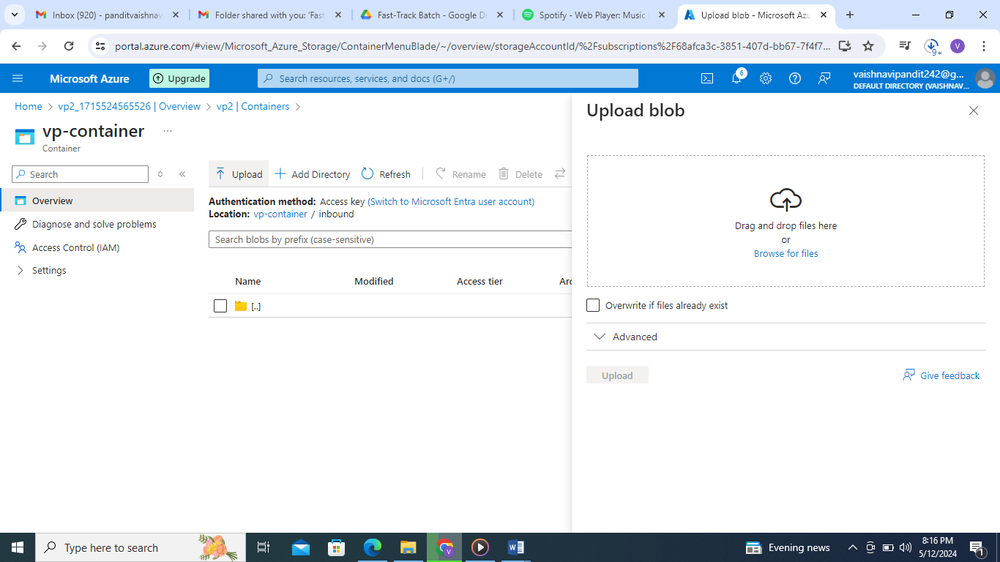 Inbox (920) - panditvaishnav
Folder shared with you: 'Fast
Fast-Track Batch - Google Dr
Spotify - Web Player: Music
Upload blob - Microsoft Azu
portal.azure.com/#view/Microsoft_Azure_Storage/ContainerMenuBlade/~/overview/storageAccountId/%2Fsubscriptions%2F68afca3c-3851-407d-bb67-7f4f7...
9+
V
Microsoft Azure
Upgrade
Search resources, services, and docs (G+/)
6
vaishnavipandit242@g...
DEFAULT DIRECTORY (VAISHNAV...
Home > vp2_1715524565526 | Overview > vp2 | Containers >
vp-container ...
Container
Search
Overview
Diagnose and solve problems
Access Control (IAM)
Settings
Upload
Add Directory
Refresh
Rename
Delete
Authentication method: Access key (Switch to Microsoft Entra user account)
Location: vp-container / inbound
Search blobs by prefix (case-sensitive)
Name Modified Access tier Arc
[..]
Upload blob
Drag and drop files here
or
Browse for files
Overwrite if files already exist
Advanced
Upload
Give feedback
Type here to search
V
Evening news
8:16 PM
5/12/2024
1